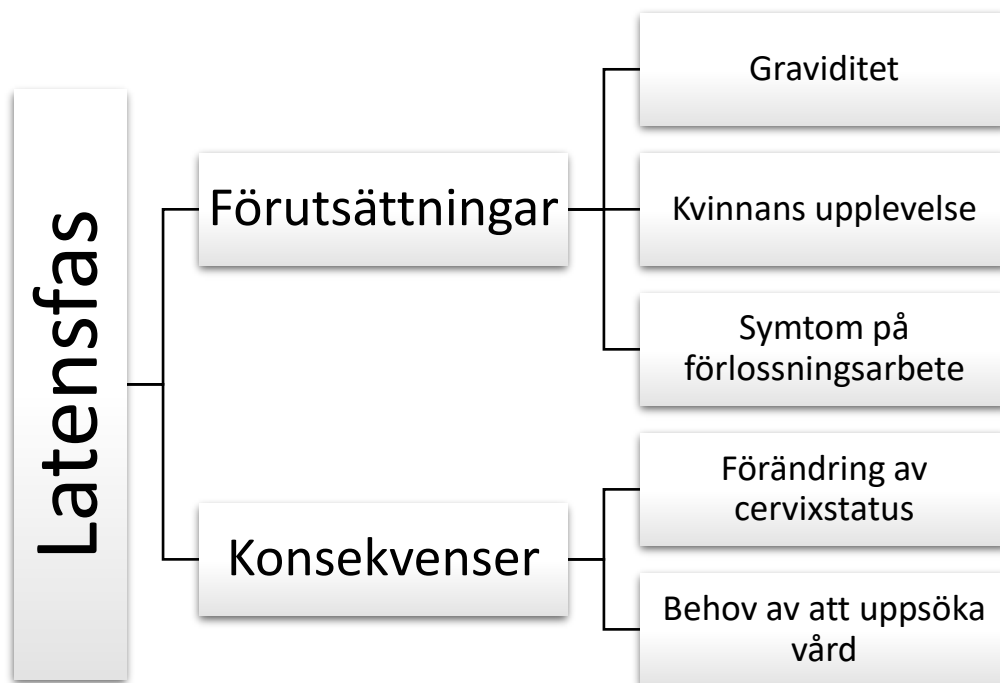 Latensfas
Förutsättningar
Graviditet
Kvinnans upplevelse
Symtom på
förlossningsarbete
Konsekvenser
Förändring av
cervixstatus
Behov av att uppsöka
vård